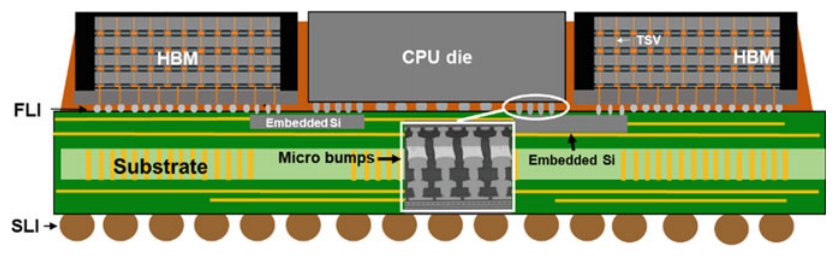 TSV
HBM
CPU die
HBM
FLI
Embedded Si
Micro bumps
Embedded Si
Substrate
SLI